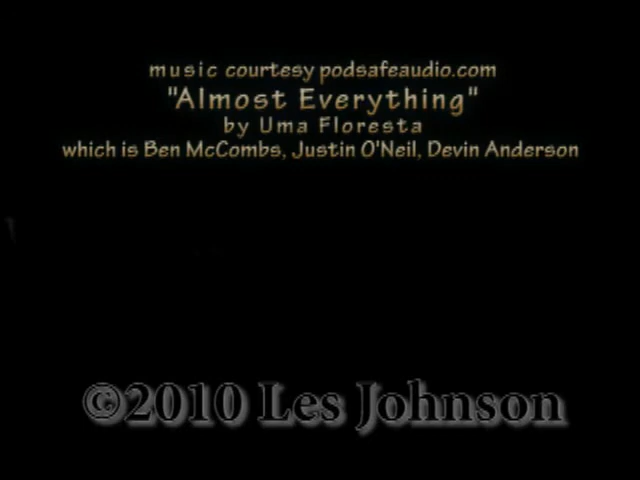 music courtesy podsafeaudio.com
"Almost Everything"
by Uma Floresta
which is Ben McCombs, Justin O'Neil, Devin Anderson
©2010 Les Johnson